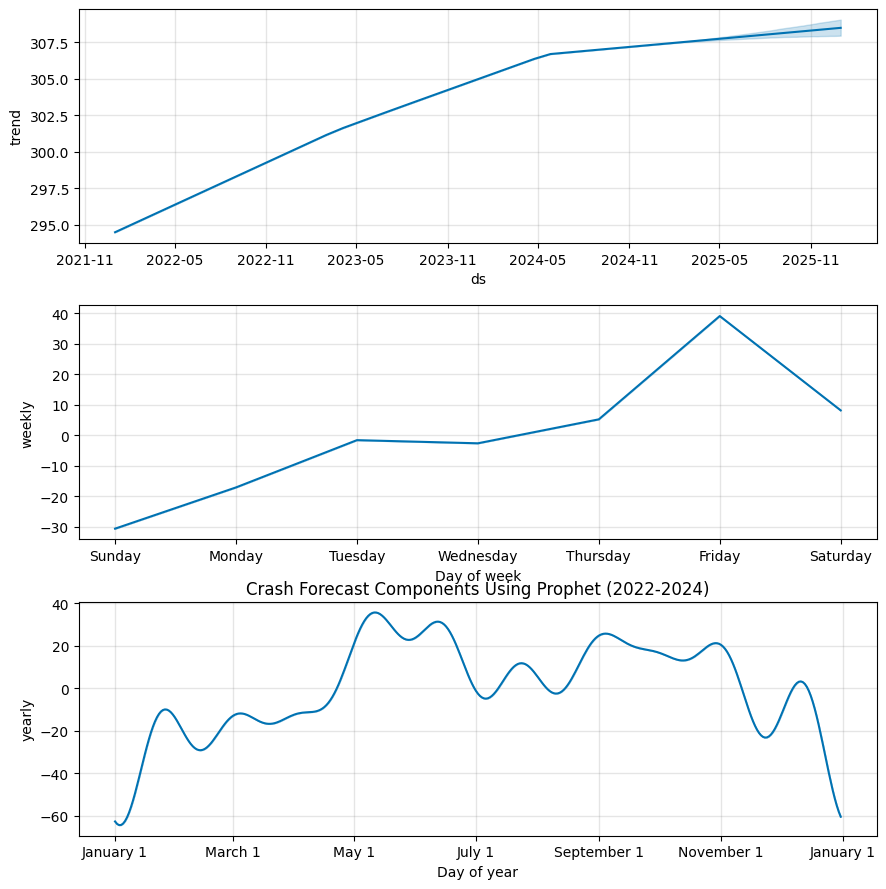 307.5
305.0
302.5
300.0
297.5
295.0
trend
2021-11 2022-05 2022-11 2023-05 2023-11 2024-05 2024-11 2025-05 2025-11
ds
40
30
20
10
0
−10
−20
−30
weekly
Sunday Monday Tuesday Wednesday Thursday Friday Saturday
Day of week
Crash Forecast Components Using Prophet (2022-2024)
40
20
0
−20
−40
−60
yearly
January 1 March 1 May 1 July 1 September 1 November 1 January 1
Day of year